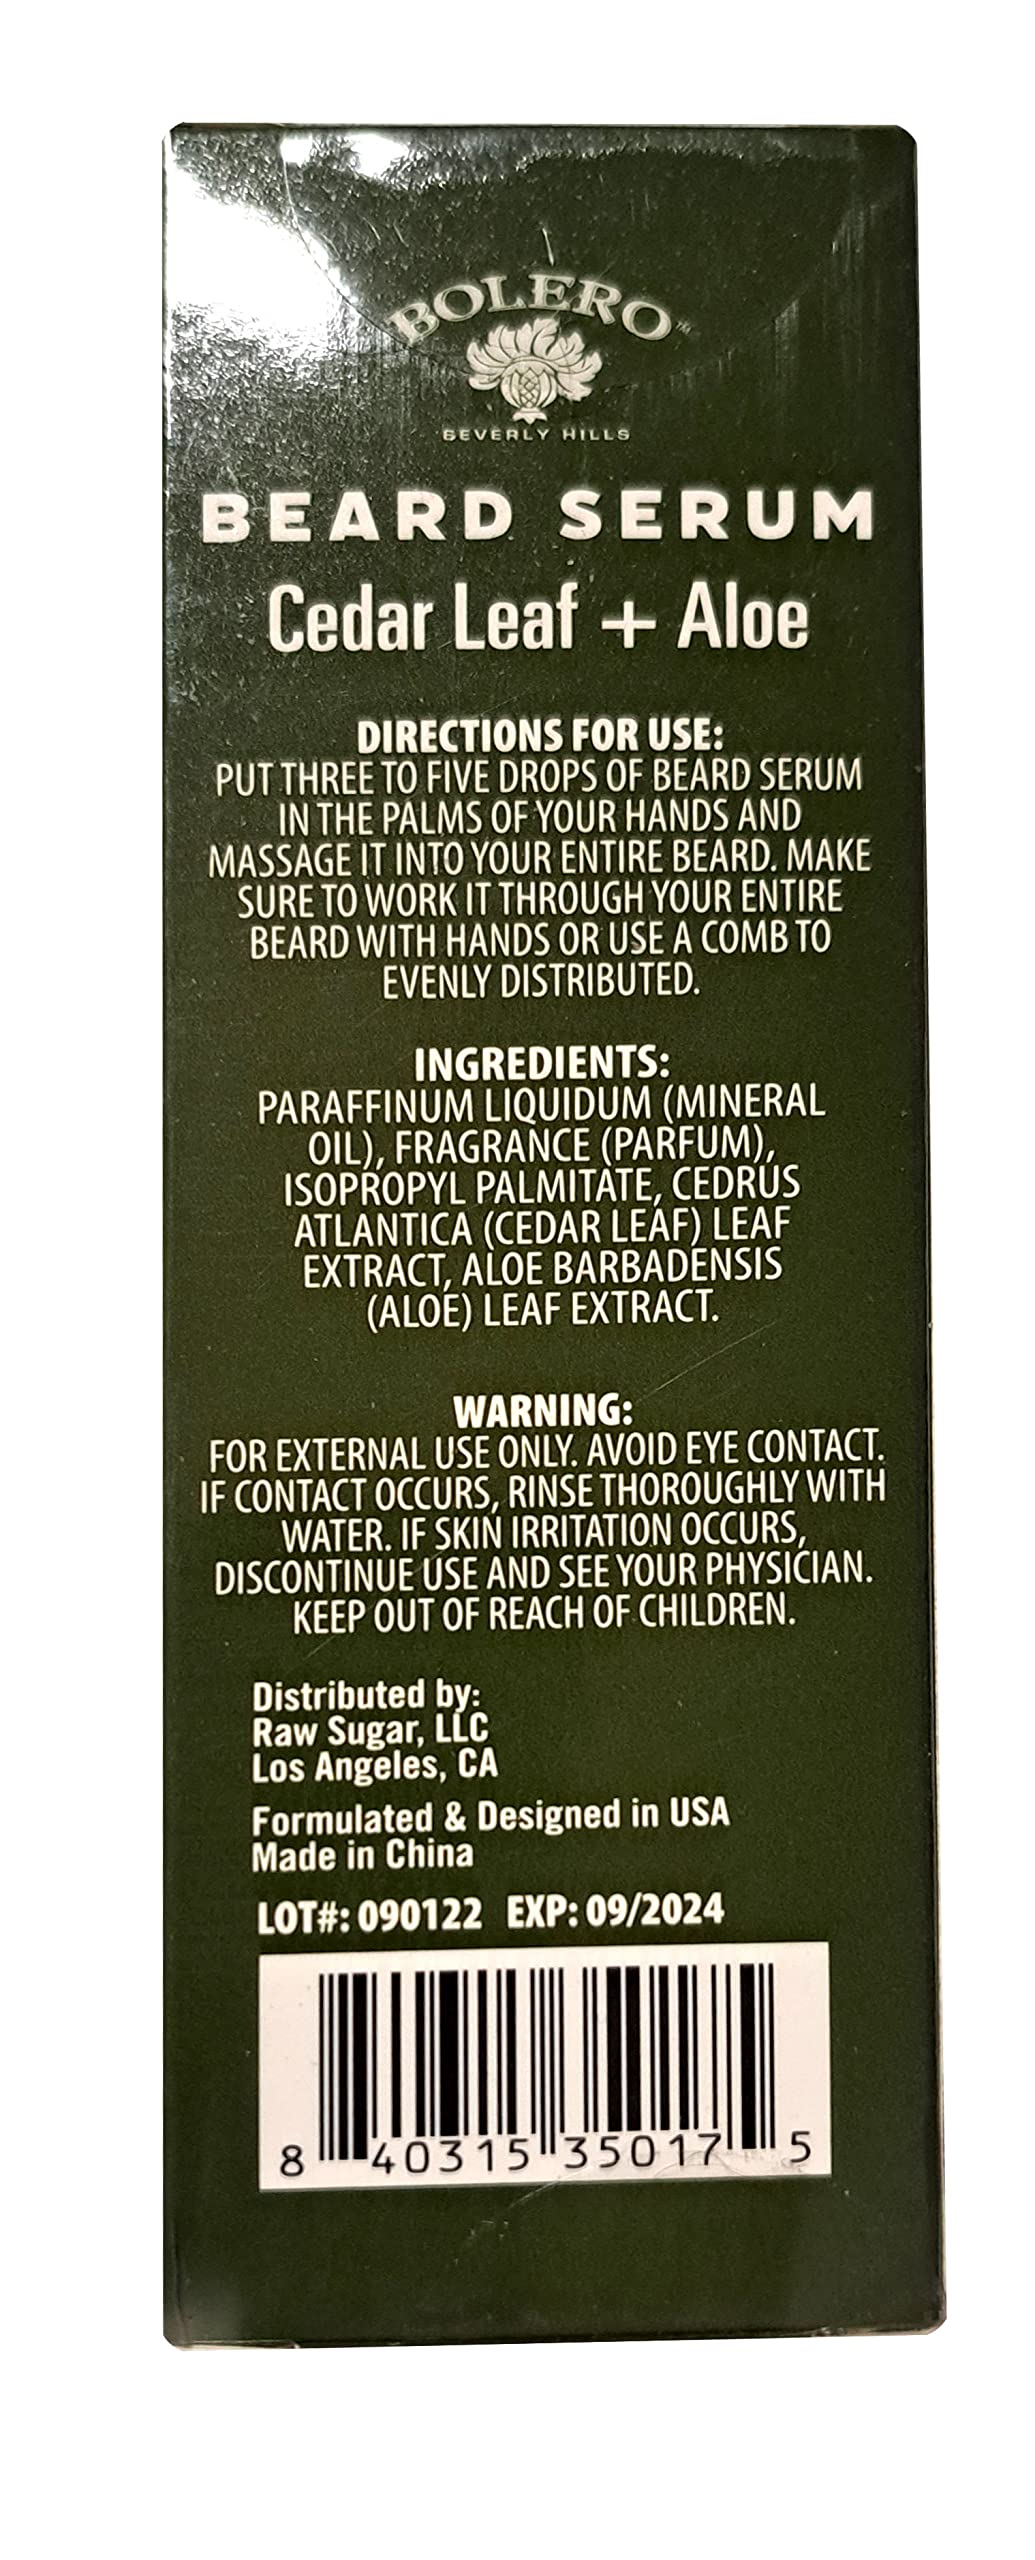 BOLERO™
BEVERLY HILLS
BEARD SERUM
Cedar Leaf + Aloe
DIRECTIONS FOR USE:
PUT THREE TO FIVE DROPS OF BEARD SERUM
IN THE PALMS OF YOUR HANDS AND
MASSAGE IT INTO YOUR ENTIRE BEARD. MAKE
SURE TO WORK IT THROUGH YOUR ENTIRE
BEARD WITH HANDS OR USE A COMB TO
EVENLY DISTRIBUTED.
INGREDIENTS:
PARAFFINUM LIQUIDUM (MINERAL
OIL), FRAGRANCE (PARFUM),
ISOPROPYL PALMITATE, CEDRUS
ATLANTICA (CEDAR LEAF) LEAF
EXTRACT, ALOE BARBADENSIS
(ALOE) LEAF EXTRACT.
WARNING:
FOR EXTERNAL USE ONLY. AVOID EYE CONTACT.
IF CONTACT OCCURS, RINSE THOROUGHLY WITH
WATER. IF SKIN IRRITATION OCCURS,
DISCONTINUE USE AND SEE YOUR PHYSICIAN.
KEEP OUT OF REACH OF CHILDREN.
Distributed by:
Raw Sugar, LLC
Los Angeles, CA
Formulated & Designed in USA
Made in China
LOT#: 090122 EXP: 09/2024
8 40315 35017 5